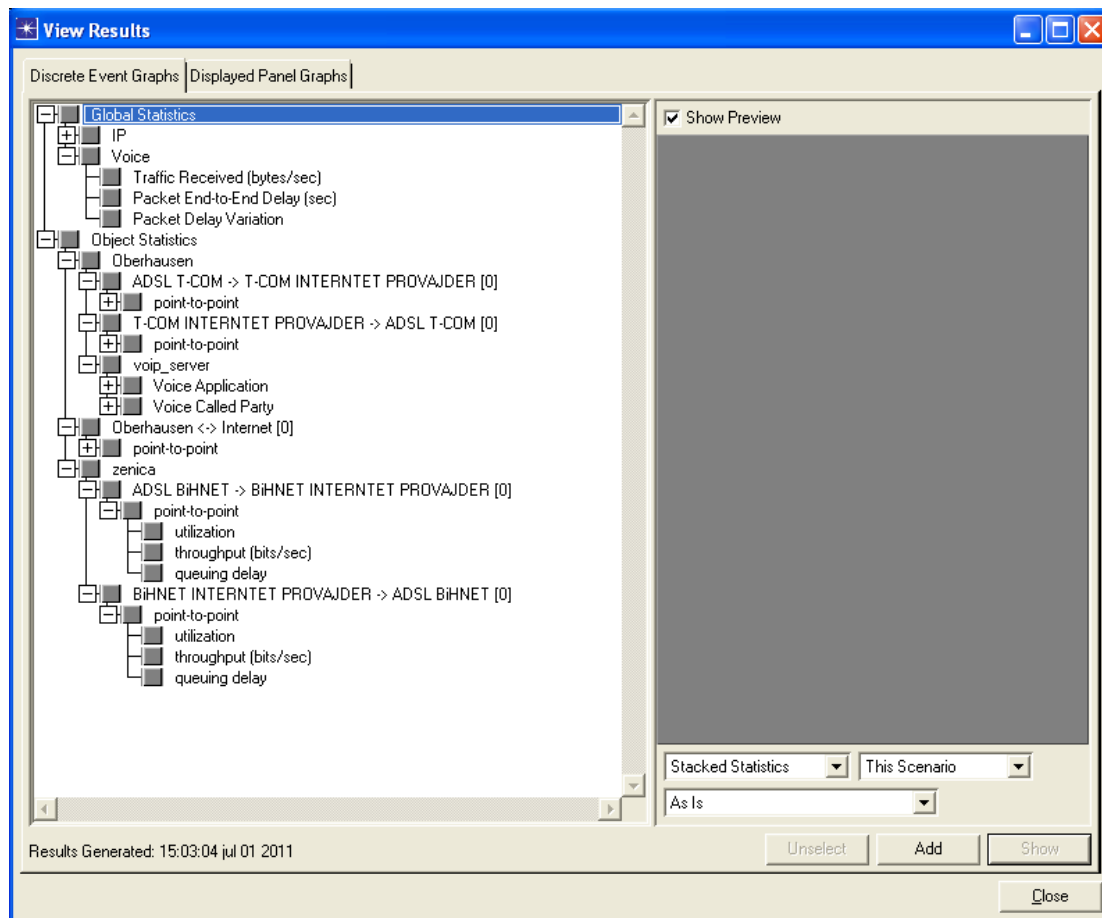 View Results
Discrete Event Graphs
Displayed Panel Graphs
Global Statistics
IP
Voice
Traffic Received (bytes/sec)
Packet End-to-End Delay (sec)
Packet Delay Variation
Object Statistics
Oberhausen
ADSL T-COM -> T-COM INTERNTET PROVAJDER [0]
point-to-point
T-COM INTERNTET PROVAJDER -> ADSL T-COM [0]
point-to-point
voip_server
Voice Application
Voice Called Party
Oberhausen <-> Internet [0]
point-to-point
zenica
ADSL BiHNET -> BiHNET INTERNTET PROVAJDER [0]
point-to-point
utilization
throughput (bits/sec)
queuing delay
BiHNET INTERNTET PROVAJDER -> ADSL BiHNET [0]
point-to-point
utilization
throughput (bits/sec)
queuing delay
Show Preview
Stacked Statistics
This Scenario
As Is
Results Generated: 15:03:04 jul 01 2011
Unselect
Add
Show
Close